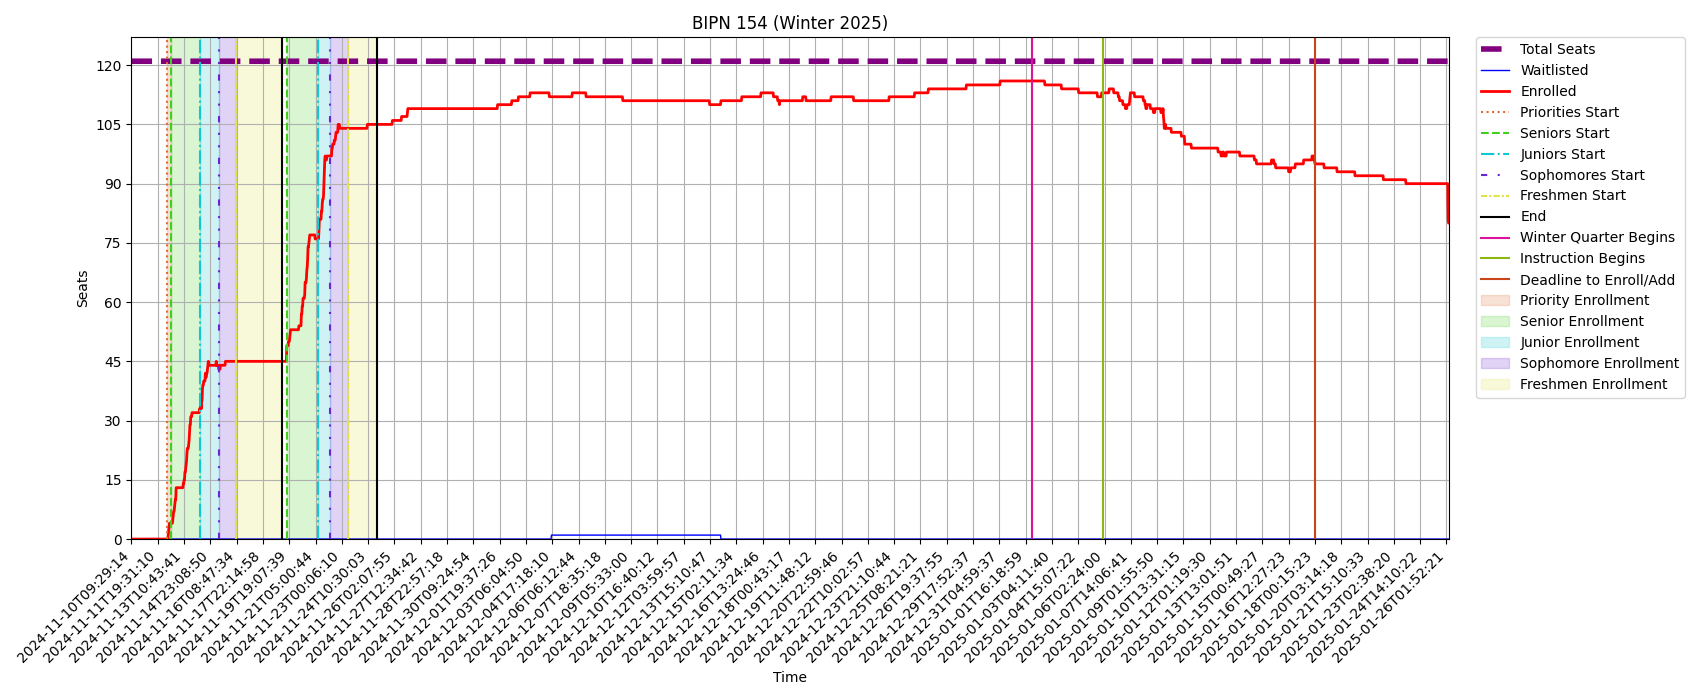 BIPN 154 (Winter 2025)
Seats
120
105
90
75
60
45
30
15
0
2024-11-10T09:29:14
2024-11-11T19:31:10
2024-11-13T10:43:41
2024-11-14T23:08:50
2024-11-16T08:47:34
2024-11-17T22:14:58
2024-11-19T19:07:39
2024-11-21T05:00:44
2024-11-23T00:06:10
2024-11-24T10:30:03
2024-11-26T02:07:55
2024-11-27T12:34:42
2024-11-28T22:57:18
2024-11-30T09:24:54
2024-12-01T19:37:26
2024-12-03T06:04:50
2024-12-04T17:18:10
2024-12-06T06:12:44
2024-12-07T18:35:18
2024-12-09T05:33:00
2024-12-10T16:40:12
2024-12-12T03:59:57
2024-12-13T15:10:47
2024-12-15T02:11:34
2024-12-16T13:24:46
2024-12-18T00:43:17
2024-12-19T11:48:12
2024-12-20T22:59:46
2024-12-22T10:02:57
2024-12-23T21:10:44
2024-12-25T08:21:23
2024-12-26T19:37:55
2024-12-29T17:52:37
2024-12-31T04:59:37
2025-01-01T16:18:59
2025-01-03T04:11:40
2025-01-04T15:07:22
2025-01-06T02:24:00
2025-01-07T14:06:41
2025-01-09T01:55:50
2025-01-10T13:31:15
2025-01-12T01:19:30
2025-01-13T13:01:51
2025-01-15T00:49:27
2025-01-16T12:27:23
2025-01-18T00:15:23
2025-01-20T03:14:18
2025-01-21T15:10:33
2025-01-23T02:38:20
2025-01-24T14:10:22
2025-01-26T01:52:21
Time
Total Seats
Waitlisted
Enrolled
Priorities Start
Seniors Start
Juniors Start
Sophomores Start
Freshmen Start
End
Winter Quarter Begins
Instruction Begins
Deadline to Enroll/Add
Priority Enrollment
Senior Enrollment
Junior Enrollment
Sophomore Enrollment
Freshmen Enrollment